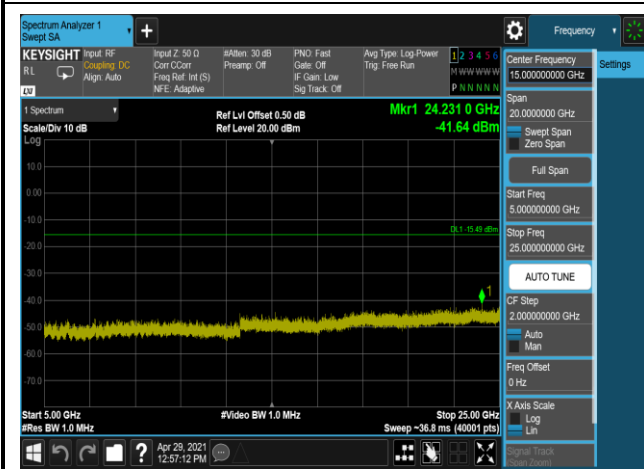 Spectrum Analyzer 1
Swept SA
+
Frequency
KEYSIGHT
RL
LXI
Input: RF
Coupling: DC
Align: Auto
Input Z: 50 Ω
Corr CCorr
Freq Ref: Int (S)
NFE: Adaptive
#Atten: 30 dB
Preamp: Off
PNO: Fast
Gate: Off
IF Gain: Low
Sig Track: Off
Avg Type: Log-Power
Trig: Free Run
1 2 3 4 5 6
M W W W W W
P N N N N N
Center Frequency
15.000000000 GHz
Settings
1 Spectrum
Scale/Div 10 dB
Log
Ref Lvl Offset 0.50 dB
Ref Level 20.00 dBm
Mkr1 24.231 0 GHz
-41.64 dBm
Span
20.0000000 GHz
Swept Span
Zero Span
Full Span
Start Freq
5.000000000 GHz
Stop Freq
25.000000000 GHz
AUTO TUNE
CF Step
2.000000000 GHz
Auto
Man
Freq Offset
0 Hz
X Axis Scale
Log
Lin
Signal Track
(Span Zoom)
10.0
0.00
-10.0
DL1 -15.49 dBm
-20.0
-30.0
-40.0
1
-50.0
-60.0
-70.0
Start 5.00 GHz
#Res BW 1.0 MHz
#Video BW 1.0 MHz
Stop 25.00 GHz
Sweep ~36.8 ms (40001 pts)
?
Apr 29, 2021
12:57:12 PM